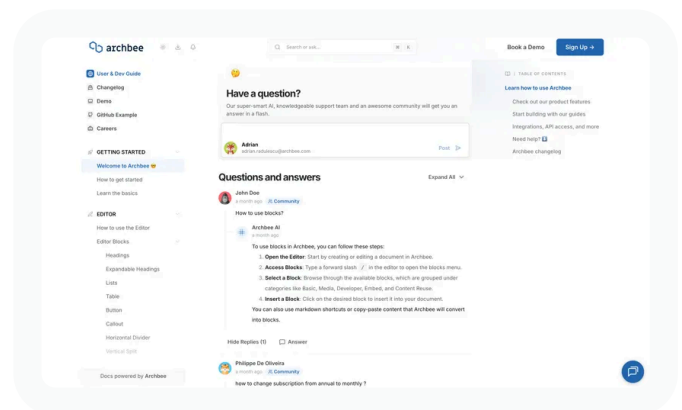 archbee
Search or ask...
⌘ K
Book a Demo
Sign Up →
User & Dev Guide
Changelog
Demo
GitHub Example
Careers
GETTING STARTED
Welcome to Archbee 🤓
How to get started
Learn the basics
EDITOR
How to use the Editor
Editor Blocks
Headings
Expandable Headings
Lists
Table
Button
Callout
Horizontal Divider
Vertical Split
Docs powered by Archbee
🤔
Have a question?
Our super-smart AI, knowledgeable support team and an awesome community will get you an
answer in a flash.
Adrian
Post
Questions and answers
Expand All
John Doe
a month ago
Community
How to use blocks?
Archbee AI
a month ago
To use blocks in Archbee, you can follow these steps:
1. Open the Editor: Start by creating or editing a document in Archbee.
2. Access Blocks: Type a forward slash / in the editor to open the blocks menu.
3. Select a Block: Browse through the available blocks, which are grouped under
categories like Basic, Media, Developer, Embed, and Content Reuse.
4. Insert a Block: Click on the desired block to insert it into your document.
You can also use markdown shortcuts or copy-paste content that Archbee will convert
into blocks.
Hide Replies (1)
Answer
Philippe De Oliveira
a month ago
Community
how to change subscription from annual to monthly ?
TABLE OF CONTENTS
Learn how to use Archbee
Check out our product features
Start building with our guides
Integrations, API access, and more
Need help? ℹ️
Archbee changelog